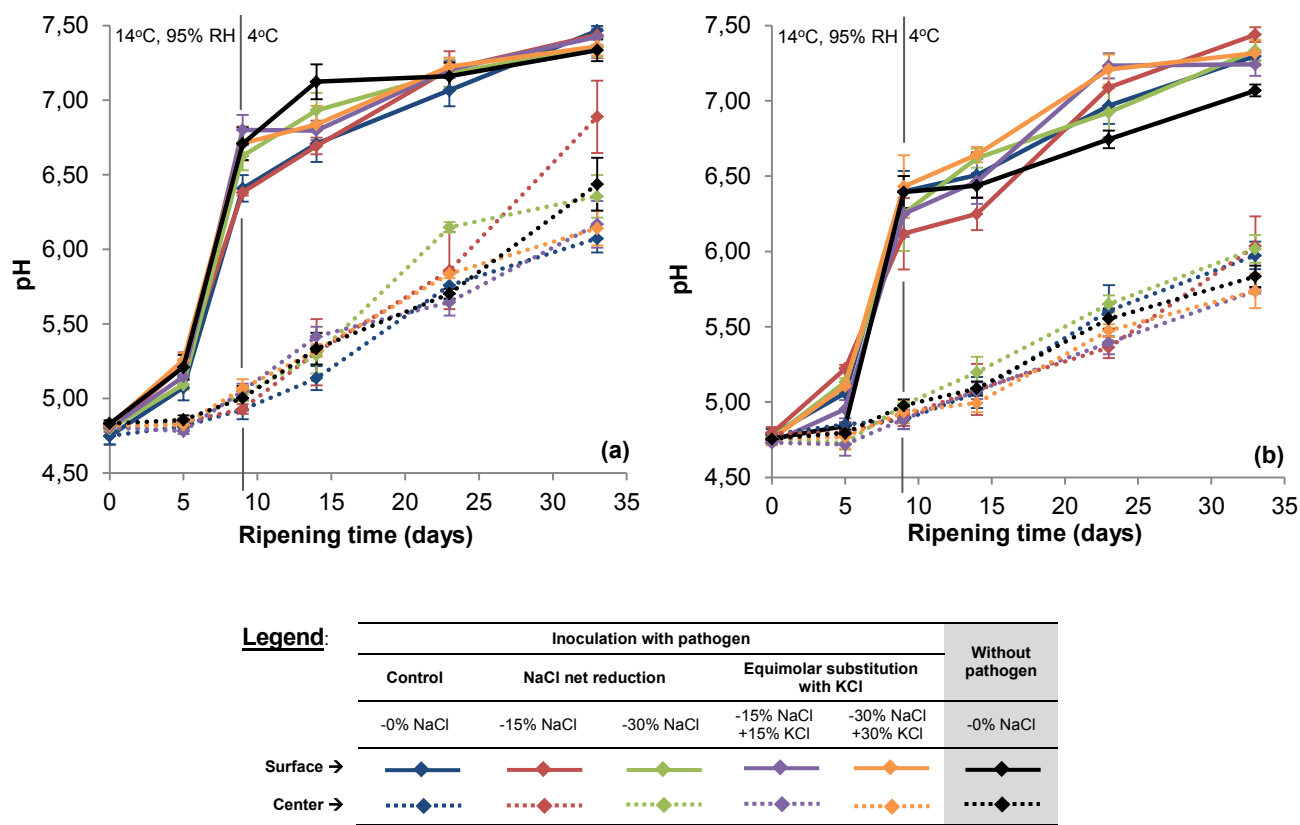 14°C, 95% RH 4°C
7,50
7,00
6,50
6,00
5,50
5,00
4,50
pH
0 5 10 15 20 25 30 35
Ripening time (days)
(a)
14°C, 95% RH 4°C
7,50
7,00
6,50
6,00
5,50
5,00
4,50
pH
0 5 10 15 20 25 30 35
Ripening time (days)
(b)
Legend:
Inoculation with pathogen
Without
pathogen
Control NaCl net reduction Equimolar substitution
with KCl
-0% NaCl -15% NaCl -30% NaCl -15% NaCl
+15% KCl -30% NaCl
+30% KCl -0% NaCl
Surface →
Center →